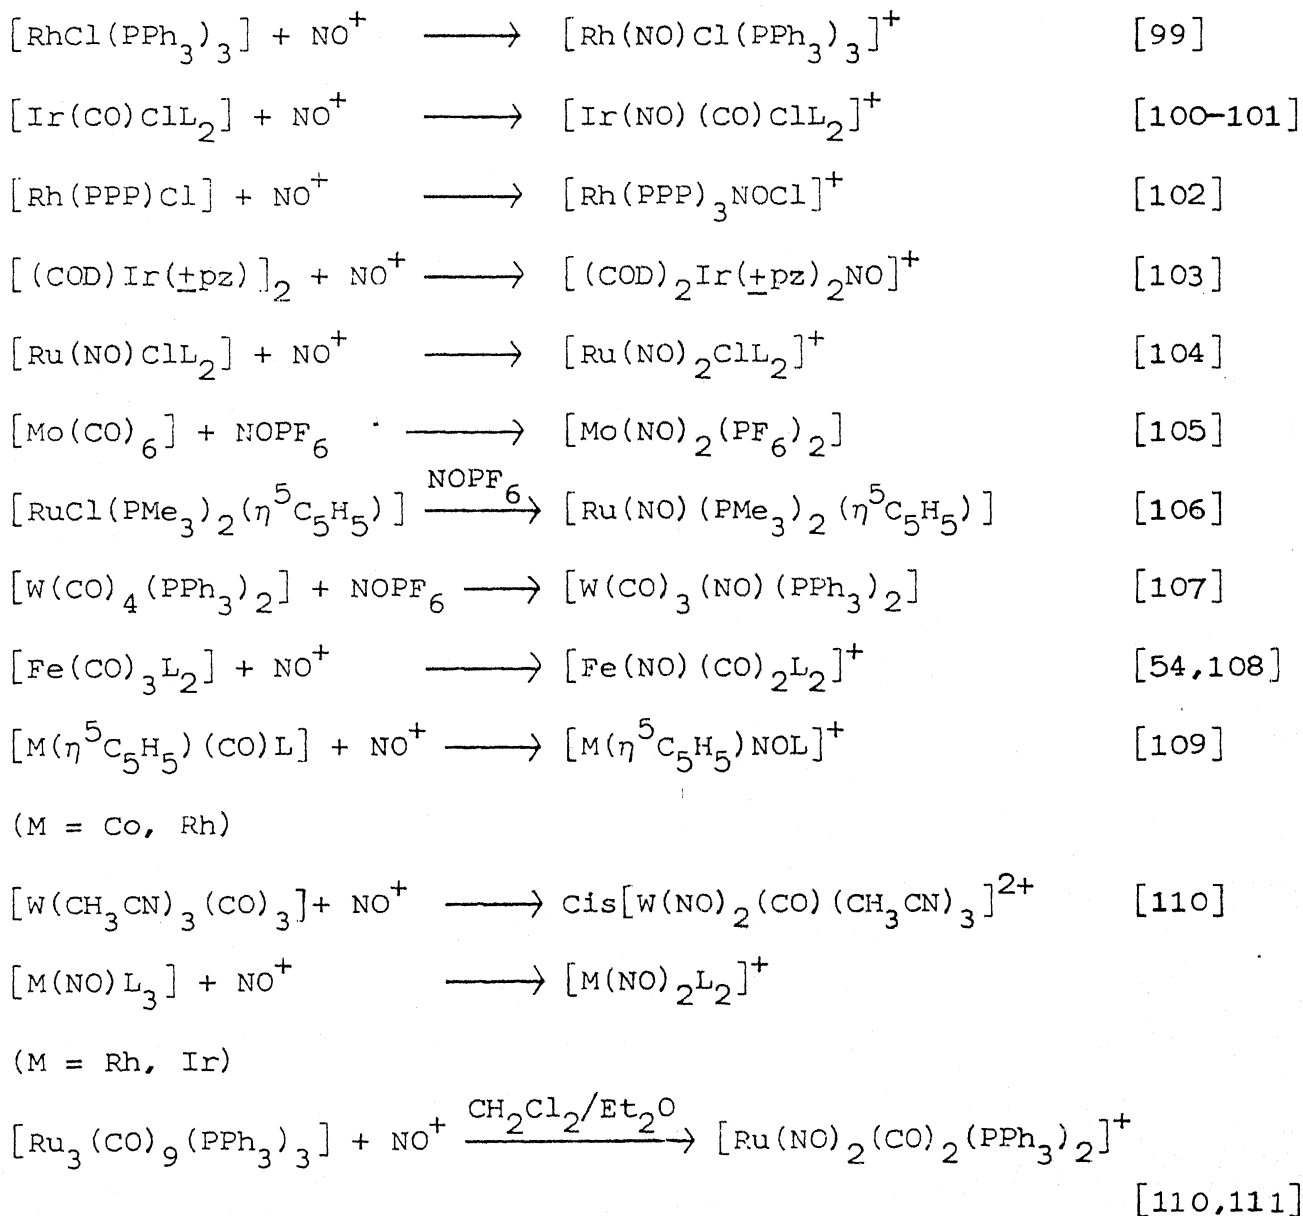 [RhCl(PPh₃)₃] + NO⁺ ⟶ [Rh(NO)Cl(PPh₃)₃]⁺ [99]
[Ir(CO)ClL₂] + NO⁺ ⟶ [Ir(NO)(CO)ClL₂]⁺ [100-101]
[Rh(PPP)Cl] + NO⁺ ⟶ [Rh(PPP)₃NOCl]⁺ [102]
[(COD)Ir(±pz)]₂ + NO⁺ ⟶ [(COD)₂Ir(±pz)₂NO]⁺ [103]
[Ru(NO)ClL₂] + NO⁺ ⟶ [Ru(NO)₂ClL₂]⁺ [104]
[Mo(CO)₆] + NOPF₆ ⟶ [Mo(NO)₂(PF₆)₂] [105]
[RuCl(PMe₃)₂(η⁵C₅H₅)] NOPF₆ ⟶ [Ru(NO)(PMe₃)₂(η⁵C₅H₅)] [106]
[W(CO)₄(PPh₃)₂] + NOPF₆ ⟶ [W(CO)₃(NO)(PPh₃)₂] [107]
[Fe(CO)₃L₂] + NO⁺ ⟶ [Fe(NO)(CO)₂L₂]⁺ [54,108]
[M(η⁵C₅H₅)(CO)L] + NO⁺ ⟶ [M(η⁵C₅H₅)NOL]⁺ [109]
(M = Co, Rh)
[W(CH₃CN)₃(CO)₃]+ NO⁺ ⟶ Cis[W(NO)₂(CO)(CH₃CN)₃]²⁺ [110]
[M(NO)L₃] + NO⁺ ⟶ [M(NO)₂L₂]⁺
(M = Rh, Ir)
[Ru₃(CO)₉(PPh₃)₃] + NO⁺ CH₂Cl₂/Et₂O ⟶ [Ru(NO)₂(CO)₂(PPh₃)₂]⁺
[110,111]